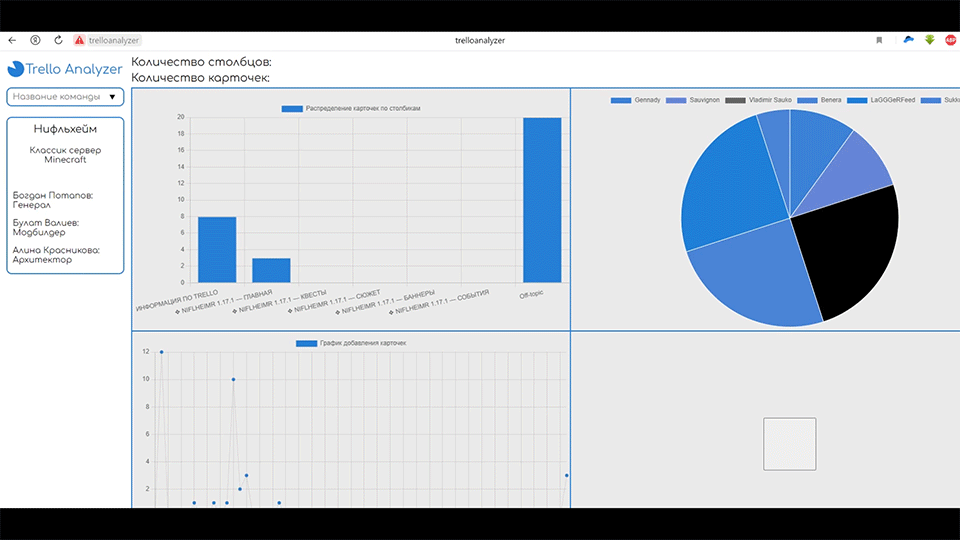 trelloanalyzer
trelloanalyzer
ABP
Trello Analyzer
Название команды
Нифльхейм
Классик сервер
Minecraft
Богдан Потапов:
Генерал
Булат Валиев:
Модбилдер
Алина Красникова:
Архитектор
Количество столбцов:
Количество карточек:
Распределение карточек по столбикам
20
18
16
14
12
10
8
6
4
2
0
ИНФОРМАЦИЯ ПО TRELLO
❖ NIFLHEIMR 1.17.1 — ГЛАВНАЯ
❖ NIFLHEIMR 1.17.1 — КВЕСТЫ
❖ NIFLHEIMR 1.17.1 — СЮЖЕТ
❖ NIFLHEIMR 1.17.1 — БАННЕРЫ
❖ NIFLHEIMR 1.17.1 — СОБЫТИЯ
Off-topic
Gennady Sauvignon Vladimir Sauko Benera LaGGGeRFeed Sukk
График добавления карточек
12
10
8
6
4
2